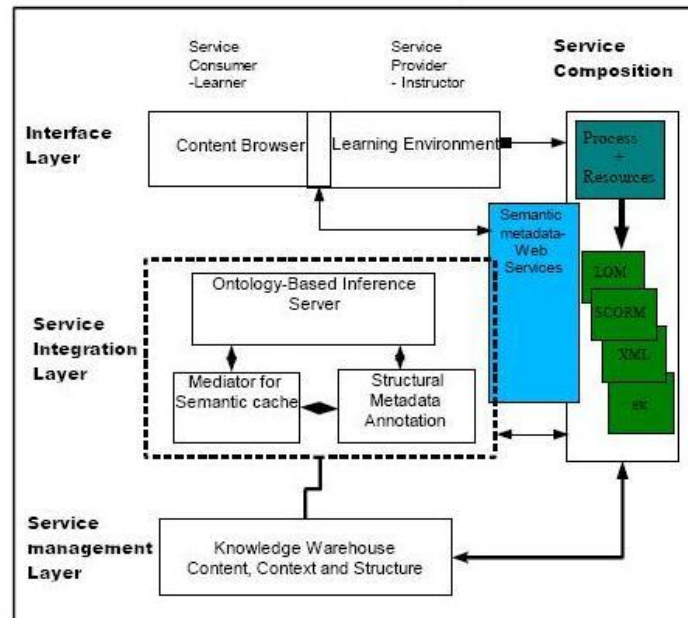 Service
Consumer
-Learner
Service
Provider
- Instructor
Service
Composition
Interface
Layer
Content Browser
Learning Environment
Process
+
Resources
Semantic
metadata-
Web
Services
LOM
SCORM
XML
Ontology-Based Inference
Server
Service
Integration
Layer
Mediator for
Semantic cache
Structural
Metadata
Annotation
Service
management
Layer
Knowledge Warehouse
Content, Context and Structure